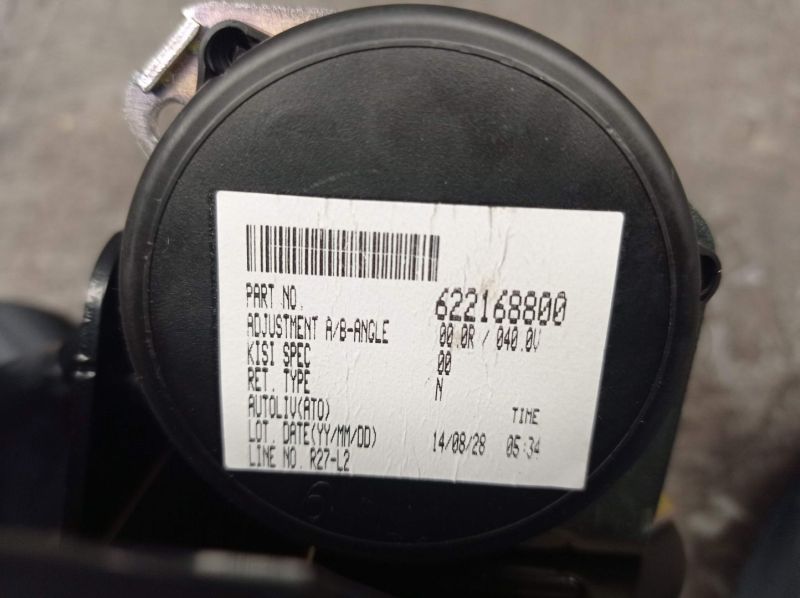 PART NO. 622168800
ADJUSTMENT A/B-ANGLE 00.0R / 040.0V
KISI SPEC 00
RET. TYPE N
AUTOLIV(ATO) TIME
LOT. DATE(YY/MM/DD) 14/08/28 05:34
LINE NO. R27-L2
6